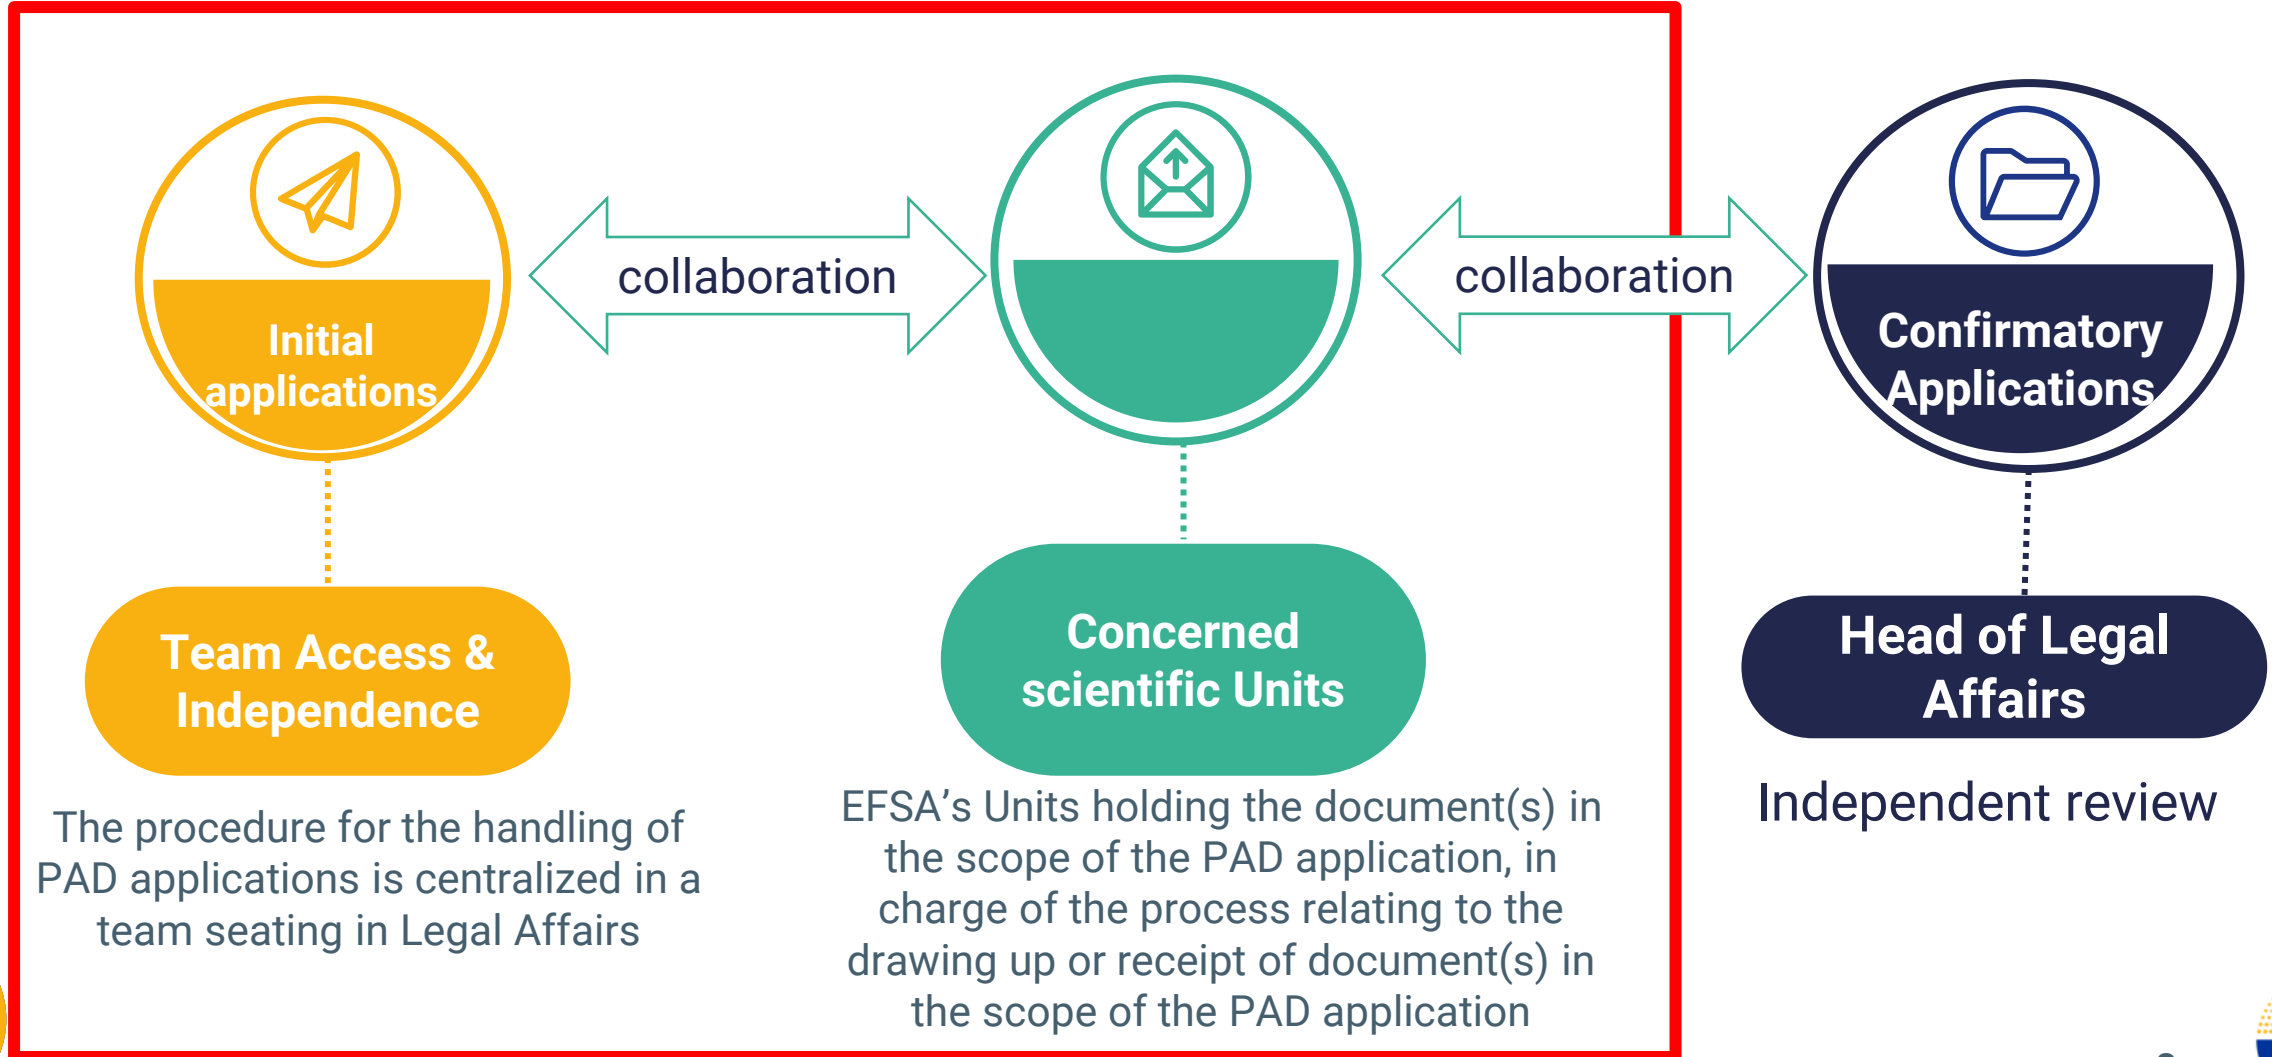 Initial
applications
collaboration
collaboration
Confirmatory
Applications
Team Access &
Independence
The procedure for the handling of
PAD applications is centralized in a
team seating in Legal Affairs
Concerned
scientific Units
EFSA’s Units holding the document(s) in
the scope of the PAD application, in
charge of the process relating to the
drawing up or receipt of document(s) in
the scope of the PAD application
Head of Legal
Affairs
Independent review